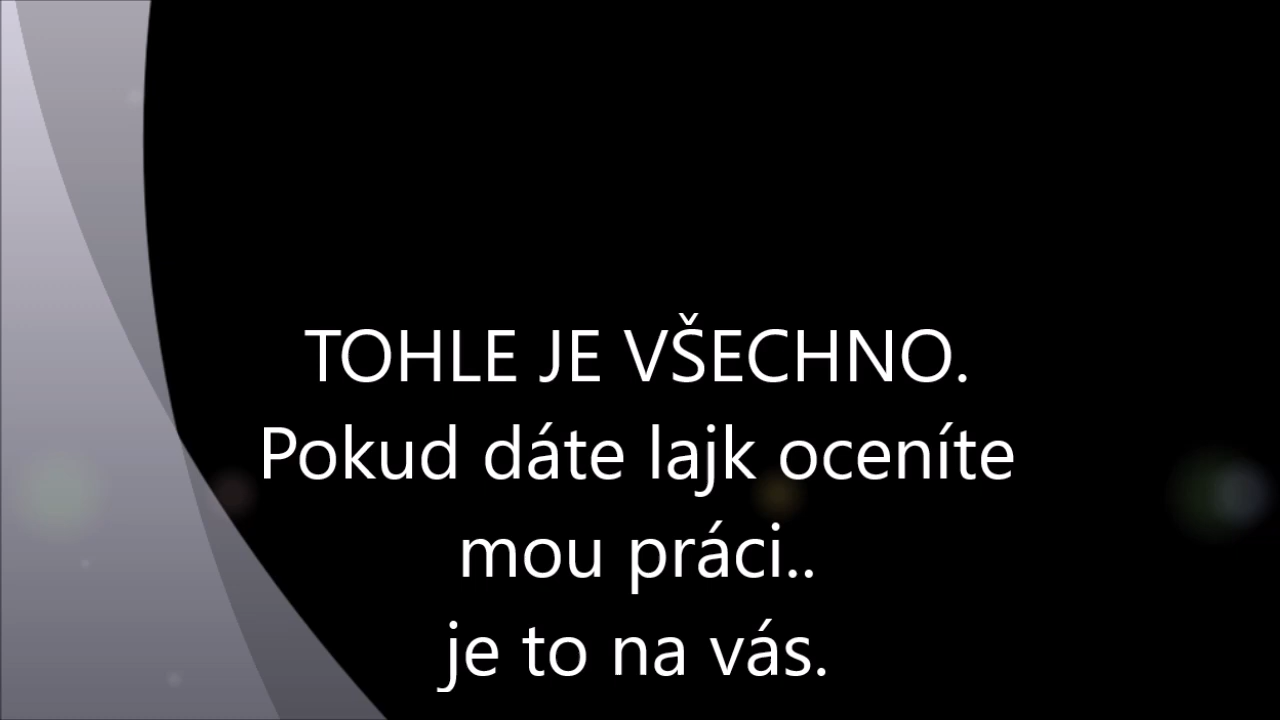 TOHLE JE VŠECHNO.
Pokud dáte lajk oceníte
mou práci..
je to na vás.